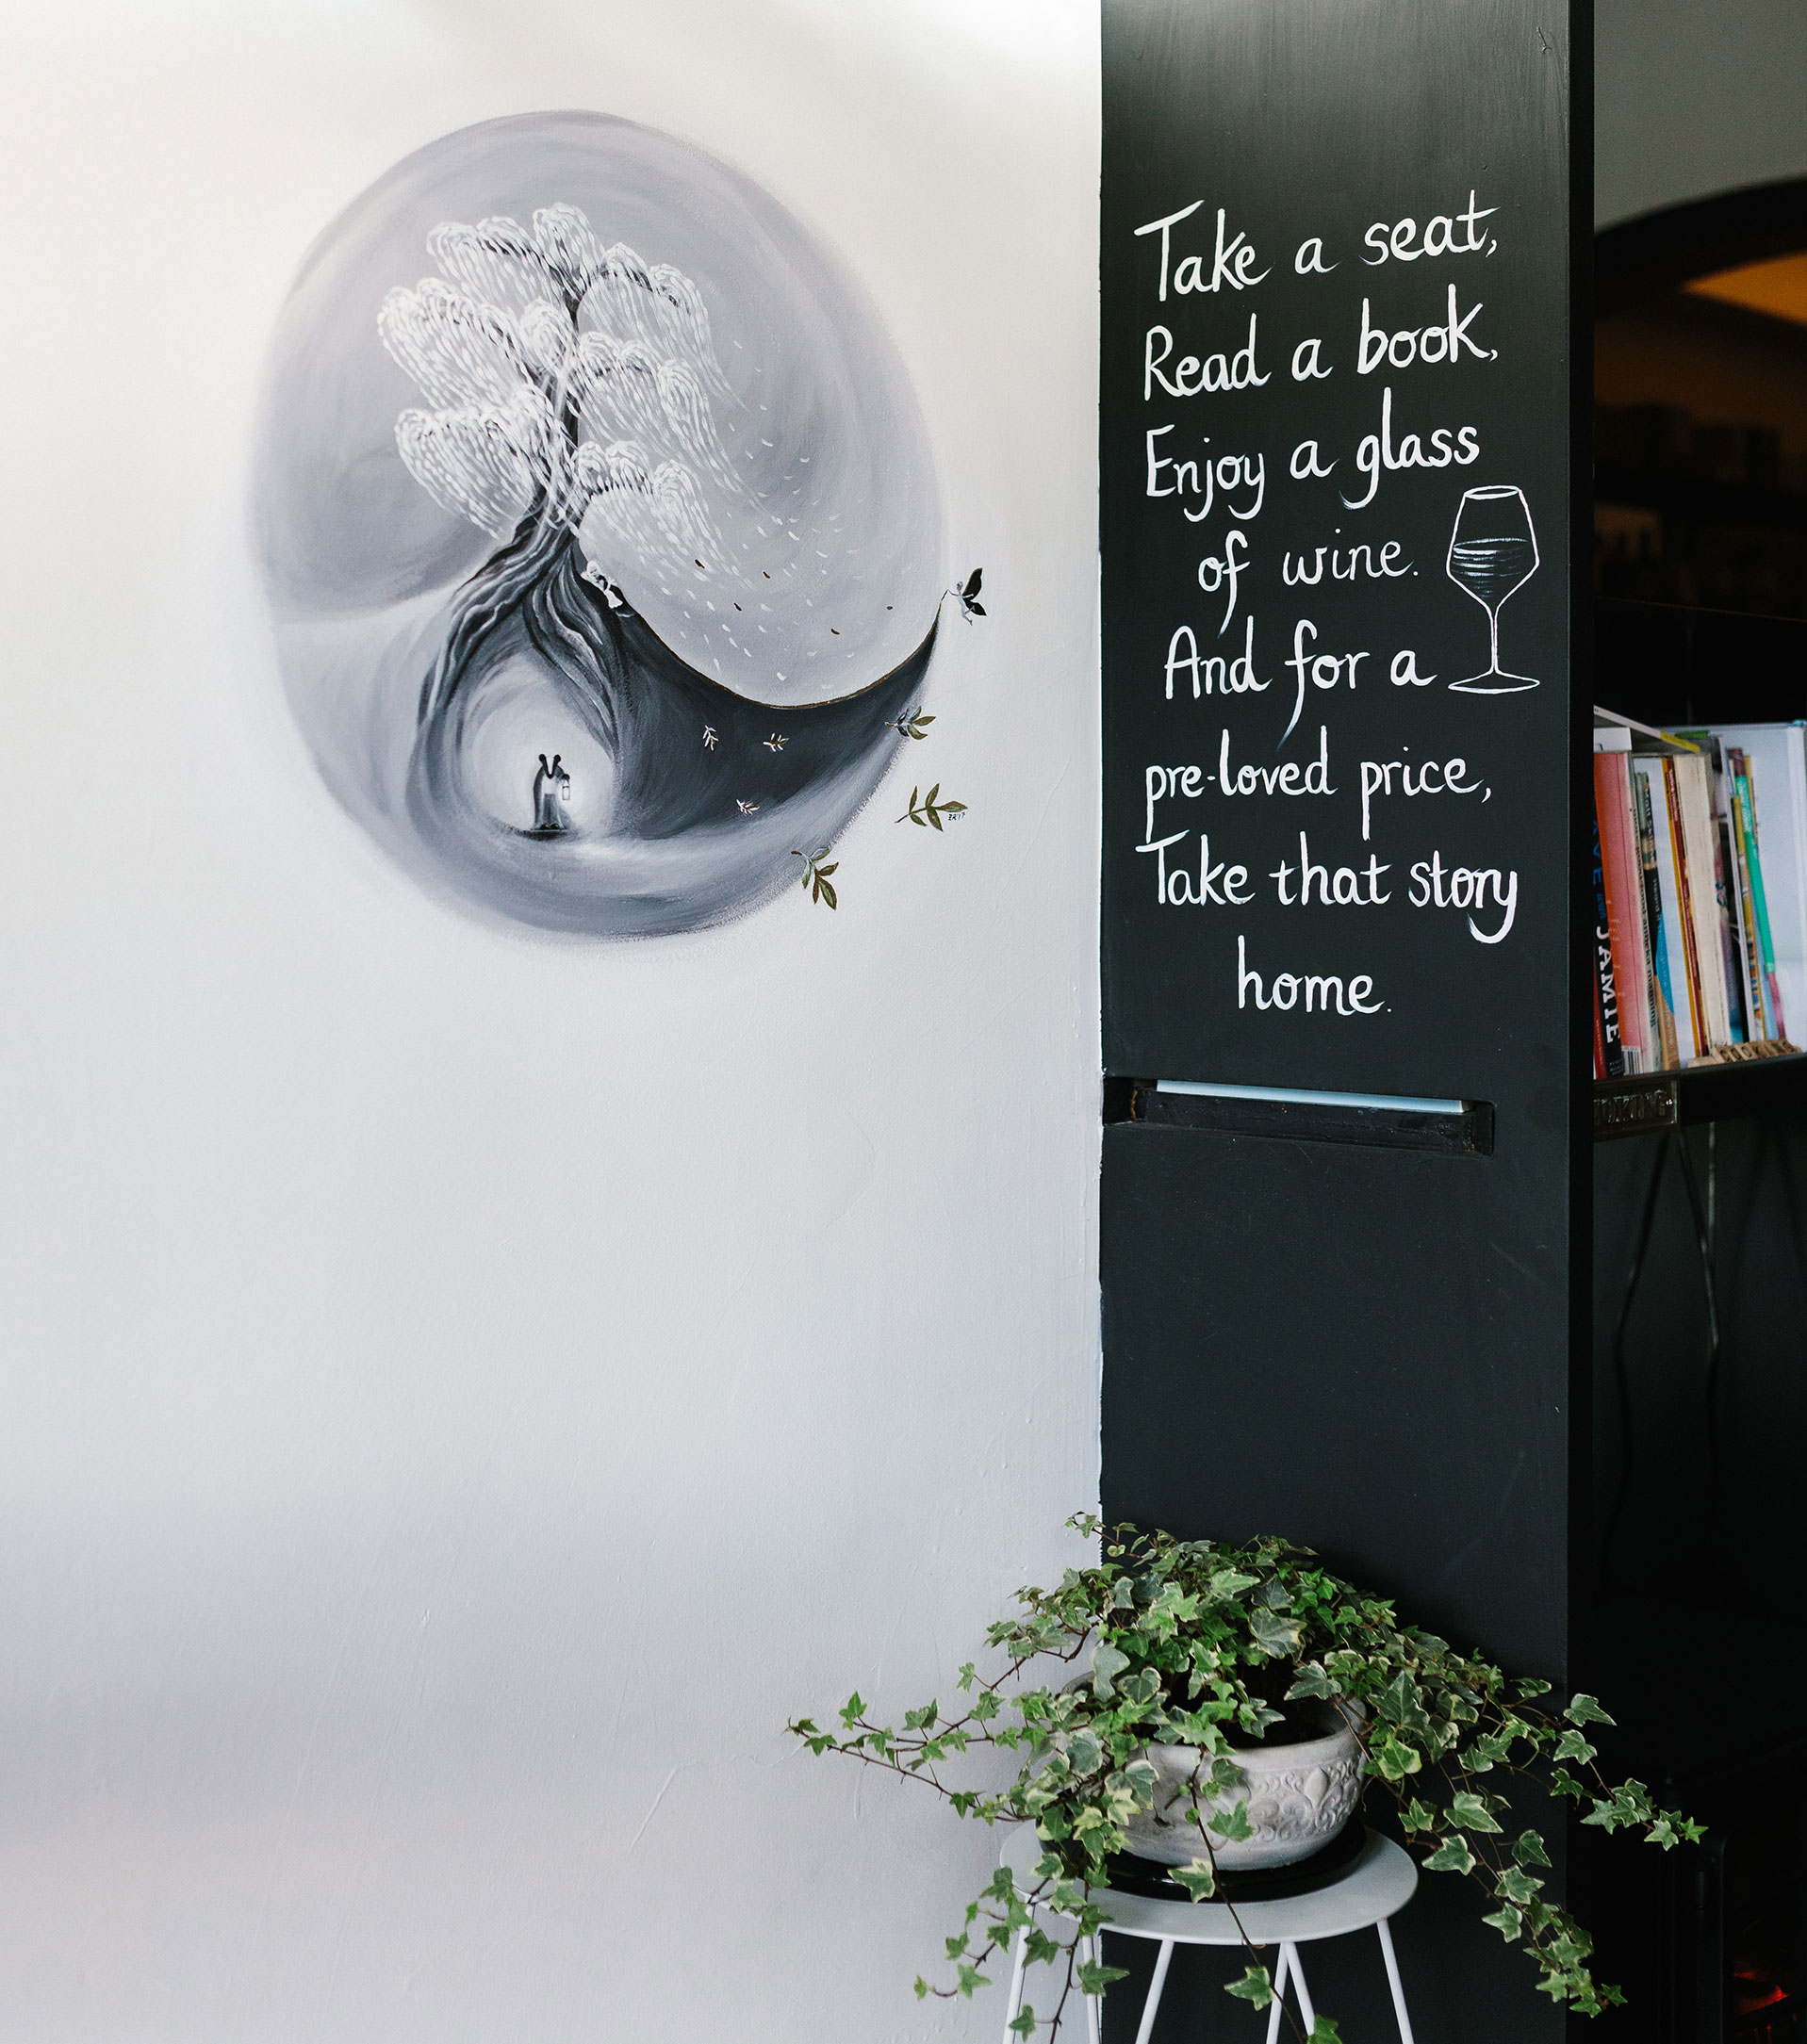 Take a seat,
Read a book,
Enjoy a glass
of wine.
And for a
pre-loved price,
Take that story
home.
JAMIE